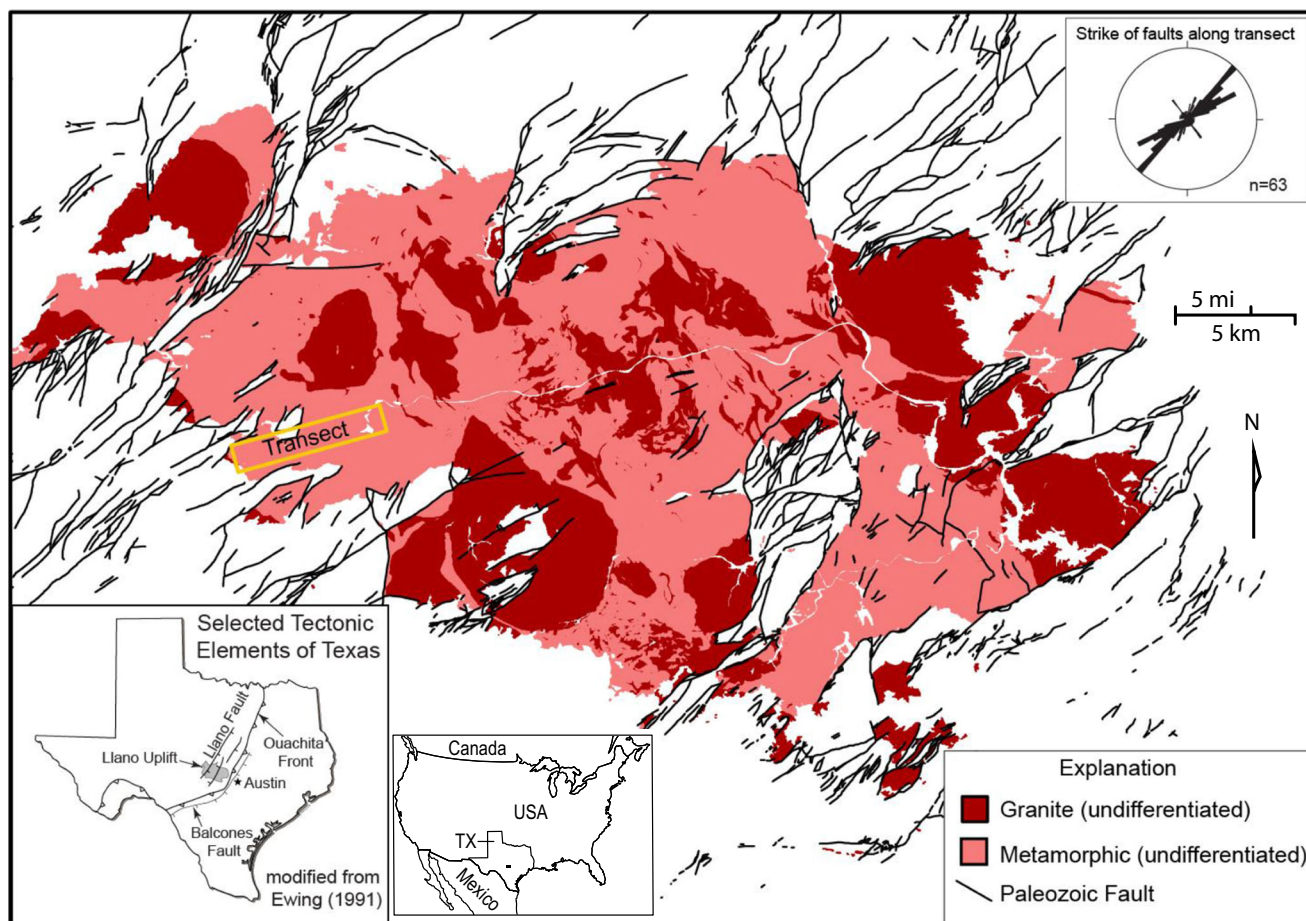 Strike of faults along transect
n=63
5 mi
5 km
N
Transect
Selected Tectonic
Elements of Texas
Llano Fault
Ouachita
Front
Llano Uplift
Austin
Balcones
Fault
modified from
Ewing (1991)
Canada
USA
TX
Mexico
Explanation
Granite (undifferentiated)
Metamorphic (undifferentiated)
Paleozoic Fault